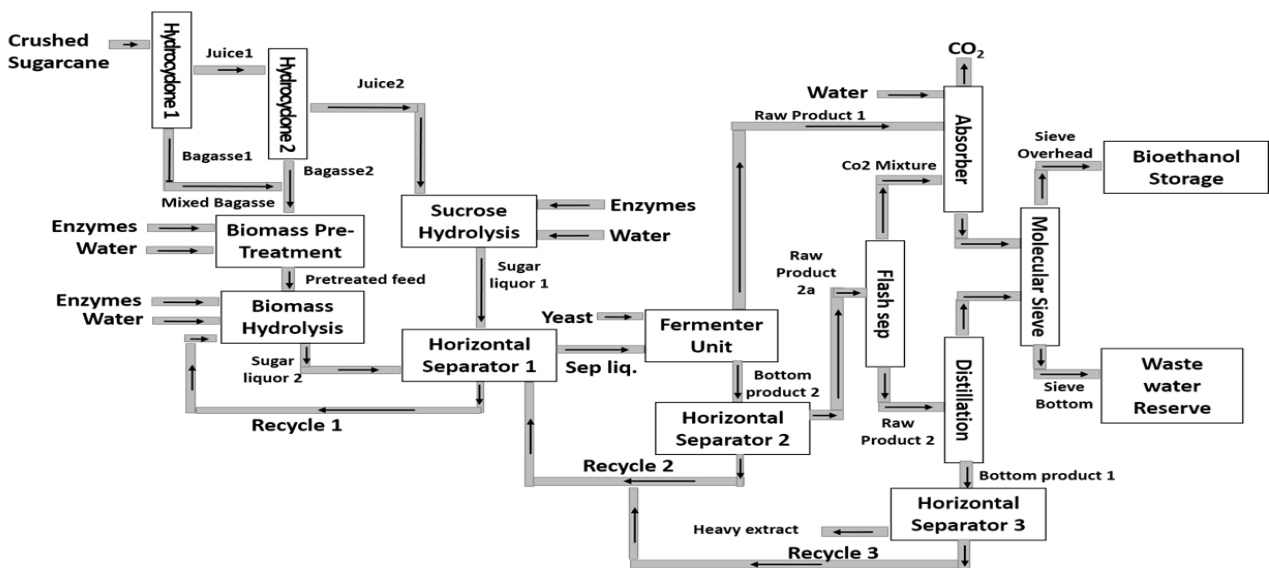 Crushed
Sugarcane
Hydrocyclone1
Juice1
Hydrocyclone2
Juice2
Bagasse1
Bagasse2
Mixed Bagasse
Enzymes
Water
Biomass Pre-
Treatment
Pretreated feed
Enzymes
Water
Biomass
Hydrolysis
Sugar
liquor 2
Recycle 1
Sucrose
Hydrolysis
Enzymes
Water
Sugar
liquor 1
Horizontal
Separator 1
Sep liq.
Yeast
Fermenter
Unit
Raw Product 1
Bottom
product 2
Horizontal
Separator 2
Recycle 2
Raw
Product
2a
Flash sep
Co2 Mixture
Raw
Product 2
Water
CO2
Absorber
Distillation
Bottom product 1
Horizontal
Separator 3
Heavy extract
Recycle 3
Molecular Sieve
Sieve
Overhead
Bioethanol
Storage
Sieve
Bottom
Waste
water
Reserve